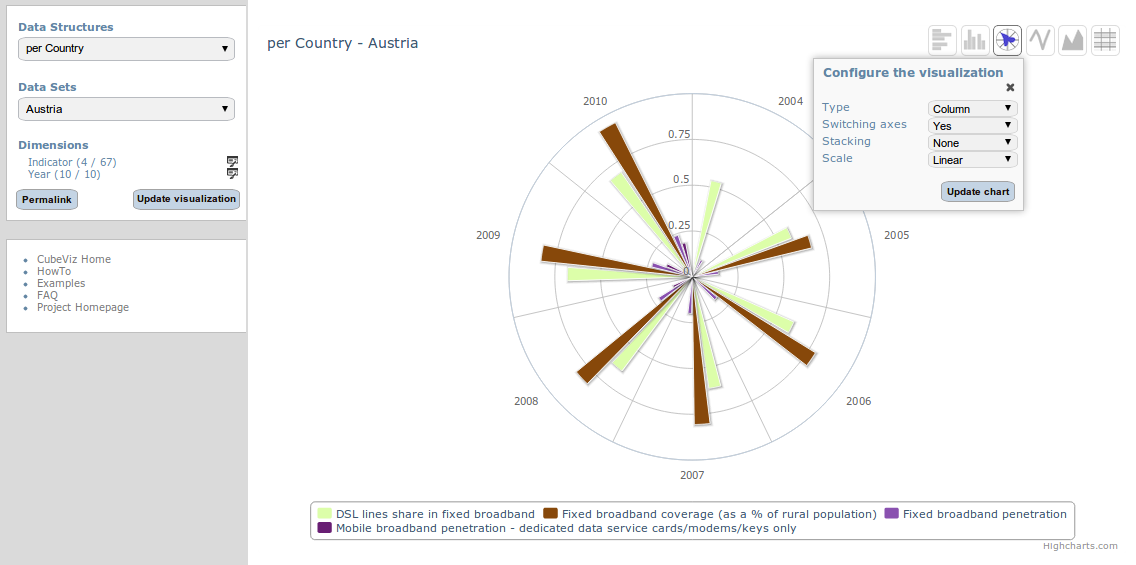 Data Structures
per Country
Data Sets
Austria
Dimensions
Indicator (4 / 67)
Year (10 / 10)
Permalink
Update visualization
CubeViz Home
HowTo
Examples
FAQ
Project Homepage
per Country - Austria
Configure the visualization
Type Column
Switching axes Yes
Stacking None
Scale Linear
Update chart
2010
2004
0.75
0.5
0.25
0
2009
2005
2008
2006
2007
DSL lines share in fixed broadband Fixed broadband coverage (as a % of rural population) Fixed broadband penetration
Mobile broadband penetration - dedicated data service cards/modems/keys only
Highcharts.com